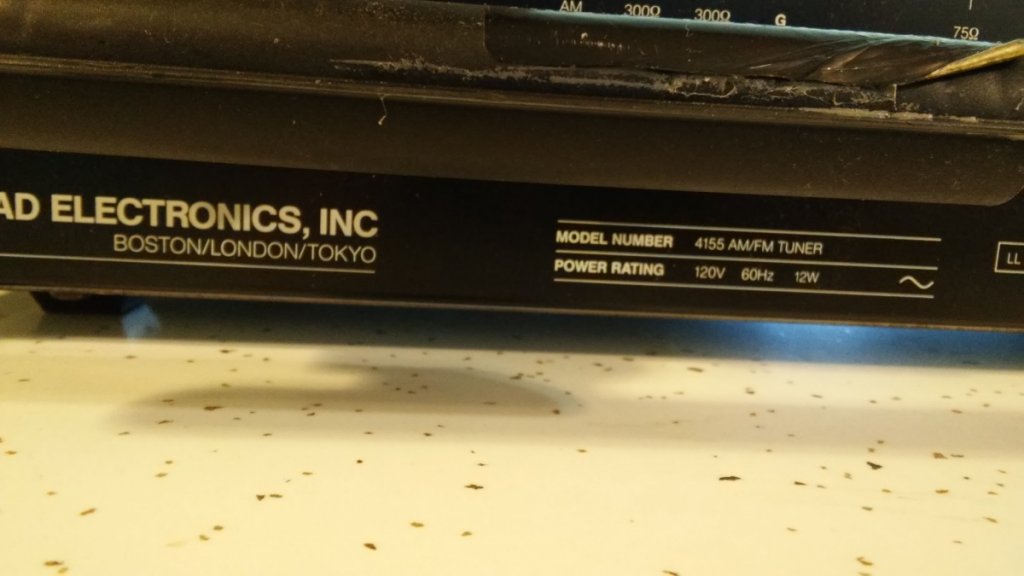 AM 300Ω 300Ω G
75Ω
AD ELECTRONICS, INC
BOSTON/LONDON/TOKYO
MODEL NUMBER 4155 AM/FM TUNER
POWER RATING 120V 60Hz 12W
LL